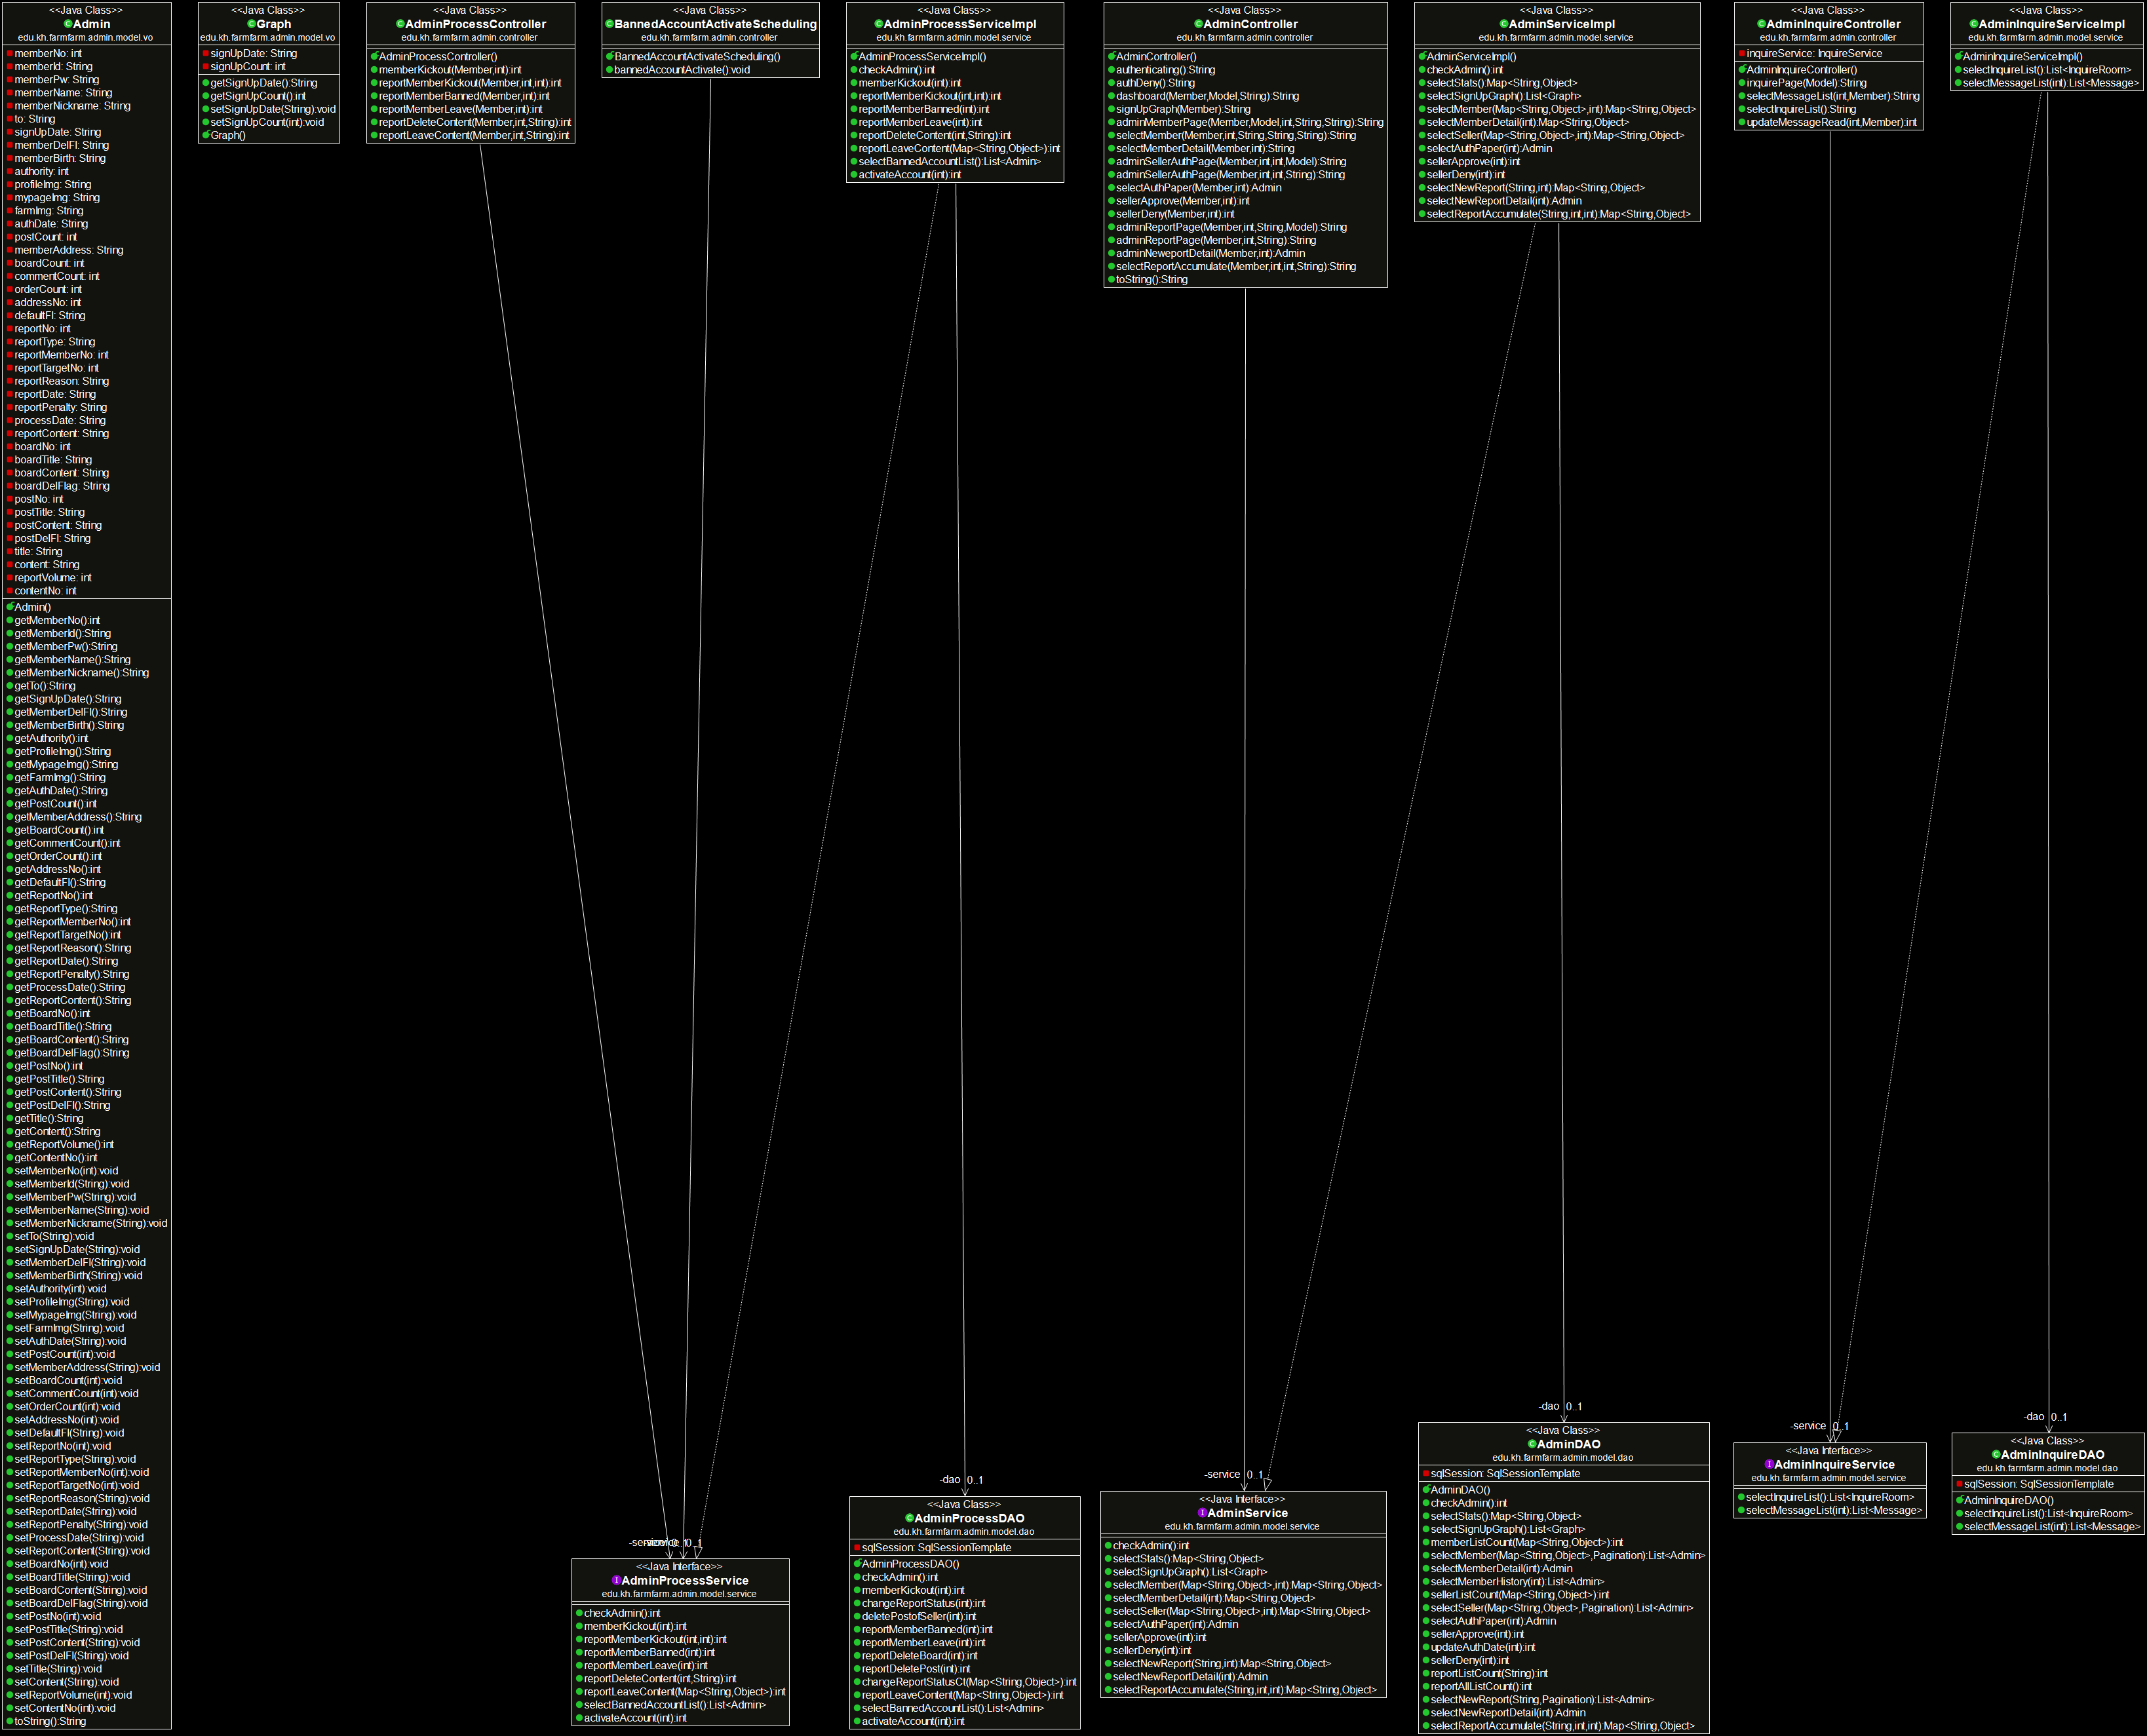 <<Java Class>>
Admin
edu.kh.farmfarm.admin.model.vo
memberNo: int
memberId: String
memberPw: String
memberName: String
memberNickname: String
to: String
signUpDate: String
memberDelFl: String
memberBirth: String
authority: int
profileImg: String
mypageImg: String
farmImg: String
authDate: String
postCount: int
memberAddress: String
boardCount: int
commentCount: int
orderCount: int
addressNo: int
defaultFl: String
reportNo: int
reportType: String
reportMemberNo: int
reportTargetNo: int
reportReason: String
reportDate: String
reportPenalty: String
processDate: String
reportContent: String
boardNo: int
boardTitle: String
boardContent: String
boardDelFlag: String
postNo: int
postTitle: String
postContent: String
postDelFl: String
title: String
content: String
reportVolume: int
contentNo: int
Admin()
getMemberNo():int
getMemberId():String
getMemberPw():String
getMemberName():String
getMemberNickname():String
getTo():String
getSignUpDate():String
getMemberDelFl():String
getMemberBirth():String
getAuthority():int
getProfileImg():String
getMypageImg():String
getFarmImg():String
getAuthDate():String
getPostCount():int
getMemberAddress():String
getBoardCount():int
getCommentCount():int
getOrderCount():int
getAddressNo():int
getDefaultFl():String
getReportNo():int
getReportType():String
getReportMemberNo():int
getReportTargetNo():int
getReportReason():String
getReportDate():String
getReportPenalty():String
getProcessDate():String
getReportContent():String
getBoardNo():int
getBoardTitle():String
getBoardContent():String
getBoardDelFlag():String
getPostNo():int
getPostTitle():String
getPostContent():String
getPostDelFl():String
getTitle():String
getContent():String
getReportVolume():int
getContentNo():int
setMemberNo(int):void
setMemberId(String):void
setMemberPw(String):void
setMemberName(String):void
setMemberNickname(String):void
setTo(String):void
setSignUpDate(String):void
setMemberDelFl(String):void
setMemberBirth(String):void
setAuthority(int):void
setProfileImg(String):void
setMypageImg(String):void
setFarmImg(String):void
setAuthDate(String):void
setPostCount(int):void
setMemberAddress(String):void
setBoardCount(int):void
setCommentCount(int):void
setOrderCount(int):void
setAddressNo(int):void
setDefaultFl(String):void
setReportNo(int):void
setReportType(String):void
setReportMemberNo(int):void
setReportTargetNo(int):void
setReportReason(String):void
setReportDate(String):void
setReportPenalty(String):void
setProcessDate(String):void
setReportContent(String):void
setBoardNo(int):void
setBoardTitle(String):void
setBoardContent(String):void
setBoardDelFlag(String):void
setPostNo(int):void
setPostTitle(String):void
setPostContent(String):void
setPostDelFl(String):void
setTitle(String):void
setContent(String):void
setReportVolume(int):void
setContentNo(int):void
toString():String
<<Java Class>>
Graph
edu.kh.farmfarm.admin.model.vo
signUpDate: String
signUpCount: int
getSignUpDate():String
getSignUpCount():int
setSignUpDate(String):void
setSignUpCount(int):void
Graph()
<<Java Class>>
AdminProcessController
edu.kh.farmfarm.admin.controller
AdminProcessController()
memberKickout(Member,int):int
reportMemberKickout(Member,int,int):int
reportMemberBanned(Member,int):int
reportMemberLeave(Member,int):int
reportDeleteContent(Member,int,String):int
reportLeaveContent(Member,int,String):int
<<Java Class>>
BannedAccountActivateScheduling
edu.kh.farmfarm.admin.controller
BannedAccountActivateScheduling()
bannedAccountActivate():void
<<Java Class>>
AdminProcessServiceImpl
edu.kh.farmfarm.admin.model.service
AdminProcessServiceImpl()
checkAdmin():int
memberKickout(int):int
reportMemberKickout(int,int):int
reportMemberBanned(int):int
reportMemberLeave(int):int
reportDeleteContent(int,String):int
reportLeaveContent(Map<String,Object>):int
selectBannedAccountList():List<Admin>
activateAccount(int):int
<<Java Class>>
AdminController
edu.kh.farmfarm.admin.controller
AdminController()
authenticating():String
authDeny():String
dashboard(Member,Model,String):String
signUpGraph(Member):String
adminMemberPage(Member,Model,int,String,String):String
selectMember(Member,int,String,String,String):String
selectMemberDetail(Member,int):String
adminSellerAuthPage(Member,int,int,Model):String
adminSellerAuthPage(Member,int,int,String):String
selectAuthPaper(Member,int):Admin
sellerApprove(Member,int):int
sellerDeny(Member,int):int
adminReportPage(Member,int,String,Model):String
adminReportPage(Member,int,String):String
adminNeweportDetail(Member,int):Admin
selectReportAccumulate(Member,int,int,String):String
toString():String
<<Java Class>>
AdminServiceImpl
edu.kh.farmfarm.admin.model.service
AdminServiceImpl()
checkAdmin():int
selectStats():Map<String,Object>
selectSignUpGraph():List<Graph>
selectMember(Map<String,Object>,int):Map<String,Object>
selectMemberDetail(int):Map<String,Object>
selectSeller(Map<String,Object>,int):Map<String,Object>
selectAuthPaper(int):Admin
sellerApprove(int):int
sellerDeny(int):int
selectNewReport(String,int):Map<String,Object>
selectNewReportDetail(int):Admin
selectReportAccumulate(String,int,int):Map<String,Object>
<<Java Class>>
AdminInquireController
edu.kh.farmfarm.admin.controller
inquireService: InquireService
AdminInquireController()
inquirePage(Model):String
selectMessageList(int,Member):String
selectInquireList():String
updateMessageRead(int,Member):int
<<Java Class>>
AdminInquireServiceImpl
edu.kh.farmfarm.admin.model.service
AdminInquireServiceImpl()
selectInquireList():List<InquireRoom>
selectMessageList(int):List<Message>
0..1
<<Java Interface>>
AdminProcessService
edu.kh.farmfarm.admin.model.service
checkAdmin():int
memberKickout(int):int
reportMemberKickout(int,int):int
reportMemberBanned(int):int
reportMemberLeave(int):int
reportDeleteContent(int,String):int
reportLeaveContent(Map<String,Object>):int
selectBannedAccountList():List<Admin>
activateAccount(int):int
-dao 0..1
<<Java Class>>
AdminProcessDAO
edu.kh.farmfarm.admin.model.dao
sqlSession: SqlSessionTemplate
AdminProcessDAO()
checkAdmin():int
memberKickout(int):int
changeReportStatus(int):int
deletePostofSeller(int):int
reportMemberBanned(int):int
reportMemberLeave(int):int
reportDeleteBoard(int):int
reportDeletePost(int):int
changeReportStatusCt(Map<String,Object>):int
reportLeaveContent(Map<String,Object>):int
selectBannedAccountList():List<Admin>
activateAccount(int):int
-service 0..1
<<Java Interface>>
AdminService
edu.kh.farmfarm.admin.model.service
checkAdmin():int
selectStats():Map<String,Object>
selectSignUpGraph():List<Graph>
selectMember(Map<String,Object>,int):Map<String,Object>
selectMemberDetail(int):Map<String,Object>
selectSeller(Map<String,Object>,int):Map<String,Object>
selectAuthPaper(int):Admin
sellerApprove(int):int
sellerDeny(int):int
selectNewReport(String,int):Map<String,Object>
selectNewReportDetail(int):Admin
selectReportAccumulate(String,int,int):Map<String,Object>
-dao 0..1
<<Java Class>>
AdminDAO
edu.kh.farmfarm.admin.model.dao
sqlSession: SqlSessionTemplate
AdminDAO()
checkAdmin():int
selectStats():Map<String,Object>
selectSignUpGraph():List<Graph>
memberListCount(Map<String,Object>):int
selectMember(Map<String,Object>,Pagination):List<Admin>
selectMemberDetail(int):Admin
selectMemberHistory(int):List<Admin>
sellerListCount(Map<String,Object>):int
selectSeller(Map<String,Object>,Pagination):List<Admin>
selectAuthPaper(int):Admin
sellerApprove(int):int
updateAuthDate(int):int
sellerDeny(int):int
reportListCount(String):int
reportAllListCount():int
selectNewReport(String,Pagination):List<Admin>
selectNewReportDetail(int):Admin
selectReportAccumulate(String,int,int):Map<String,Object>
-service 0..1
<<Java Interface>>
AdminInquireService
edu.kh.farmfarm.admin.model.service
selectInquireList():List<InquireRoom>
selectMessageList(int):List<Message>
-dao 0..1
<<Java Class>>
AdminInquireDAO
edu.kh.farmfarm.admin.model.dao
sqlSession: SqlSessionTemplate
AdminInquireDAO()
selectInquireList():List<InquireRoom>
selectMessageList(int):List<Message>